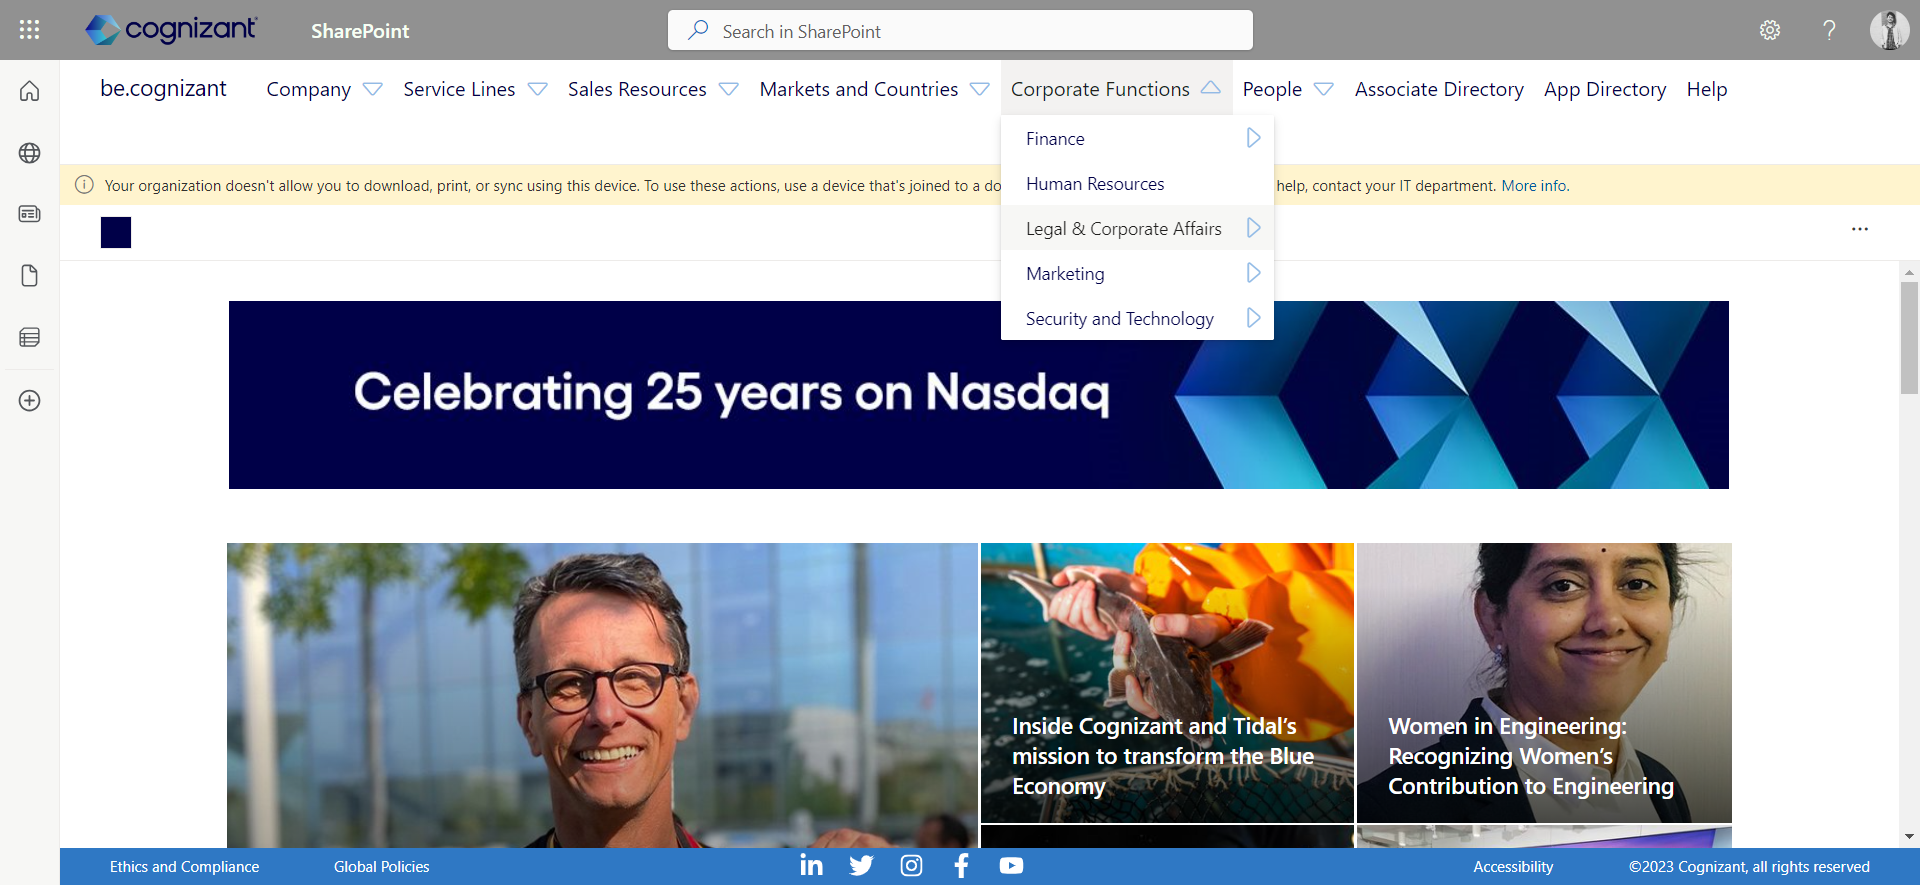 cognizant
SharePoint
Search in SharePoint
be.cognizant
Company
Service Lines
Sales Resources
Markets and Countries
Corporate Functions
People
Associate Directory
App Directory
Help
Finance
Human Resources
Legal & Corporate Affairs
Marketing
Security and Technology
Your organization doesn't allow you to download, print, or sync using this device. To use these actions, use a device that's joined to a do
help, contact your IT department. More info.
Celebrating 25 years on Nasdaq
Inside Cognizant and Tidal's
mission to transform the Blue
Economy
Women in Engineering:
Recognizing Women's
Contribution to Engineering
Ethics and Compliance
Global Policies
Accessibility
©2023 Cognizant, all rights reserved